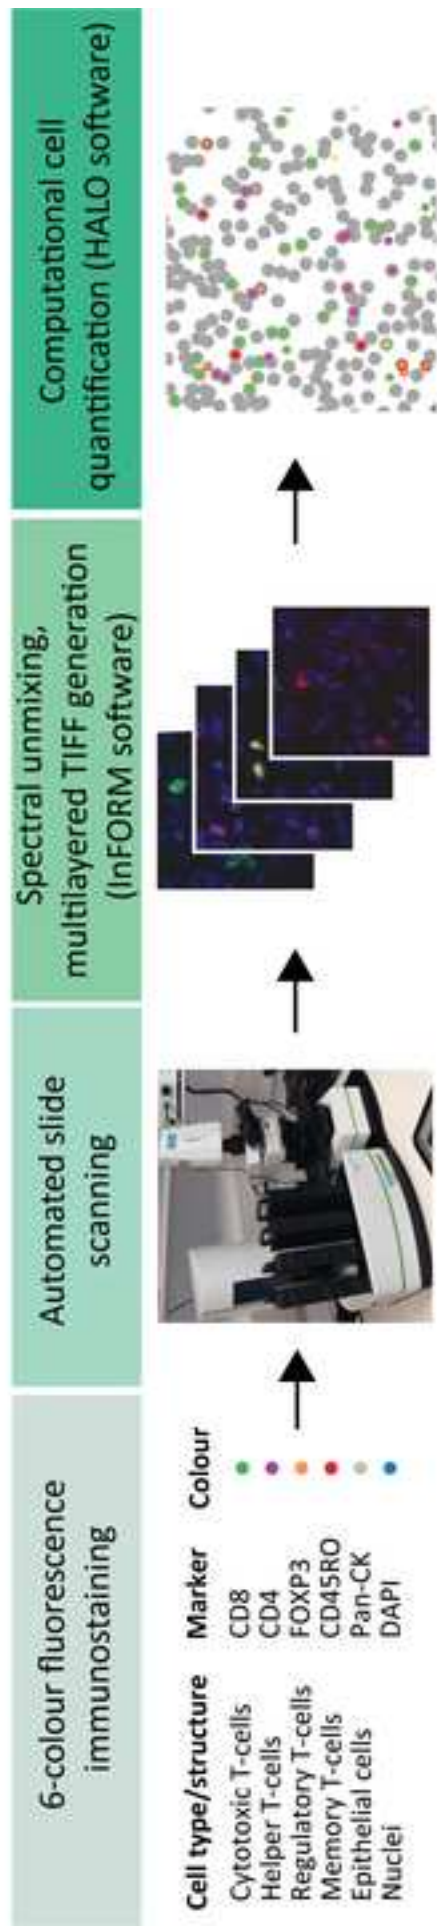 6-colour fluorescence
immunostaining
Automated slide
scanning
Spectral unmixing,
multilayered TIFF generation
(InFORM software)
Computational cell
quantification (HALO software)
Cell type/structure Marker Colour
Cytotoxic T-cells CD8
Helper T-cells CD4
Regulatory T-cells FOXP3
Memory T-cells CD45RO
Epithelial cells Pan-CK
Nuclei DAPI